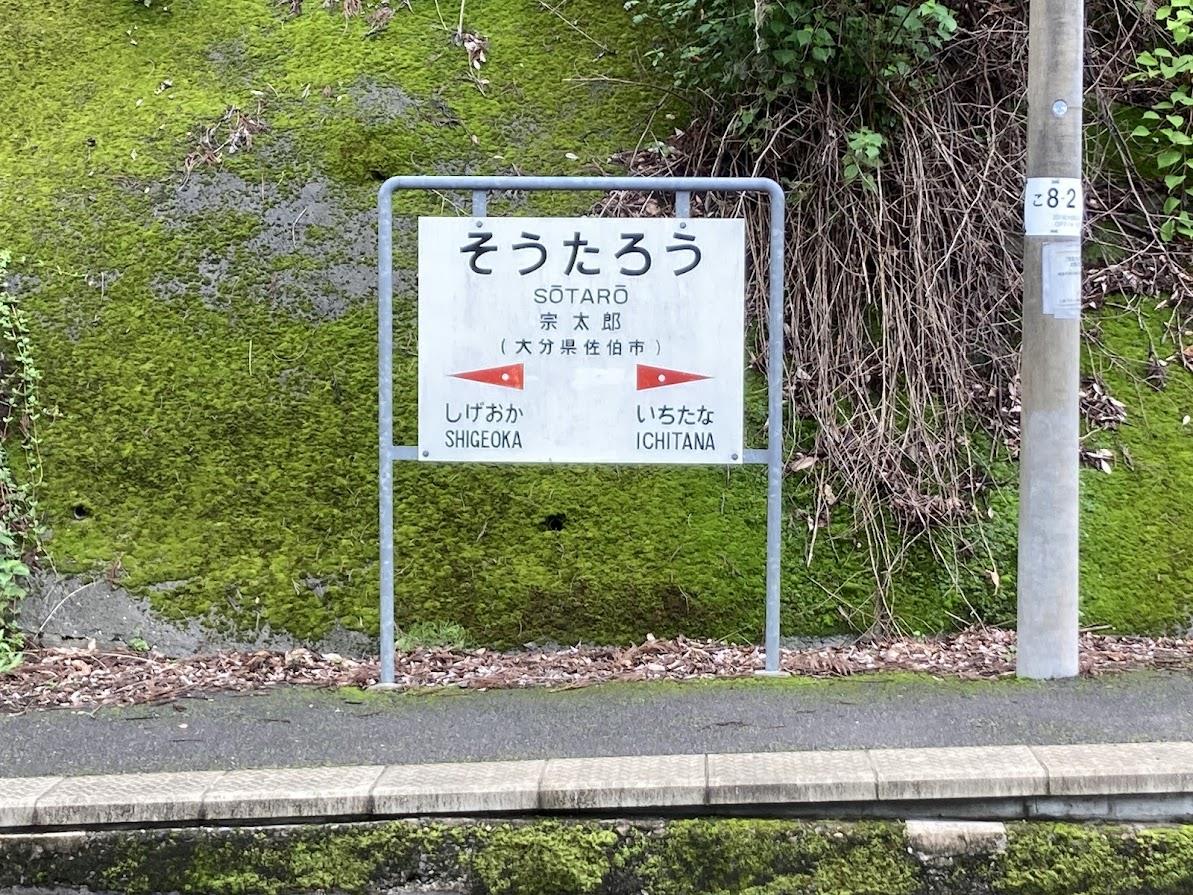 そうたろう
SŌTARŌ
宗太郎
(大分県佐伯市)
しげおか
SHIGEOKA
いちたな
ICHITANA
こ8-2